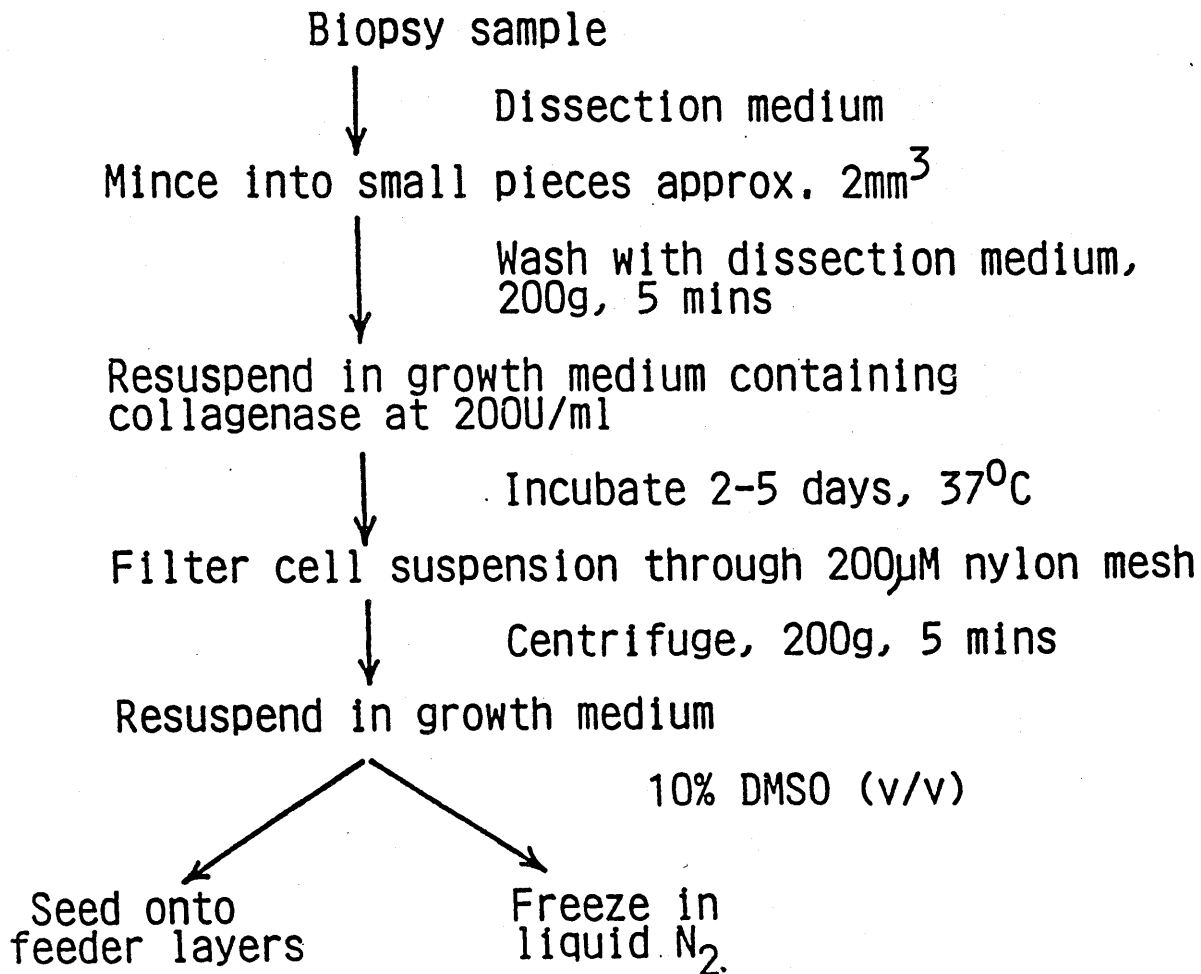 Biopsy sample
Dissection medium
Mince into small pieces approx. 2mm³
Wash with dissection medium,
200g, 5 mins
Resuspend in growth medium containing
collagenase at 200U/ml
Incubate 2-5 days, 37⁰C
Filter cell suspension through 200µM nylon mesh
Centrifuge, 200g, 5 mins
Resuspend in growth medium
10% DMSO (v/v)
Seed onto
feeder layers
Freeze in
liquid N₂.